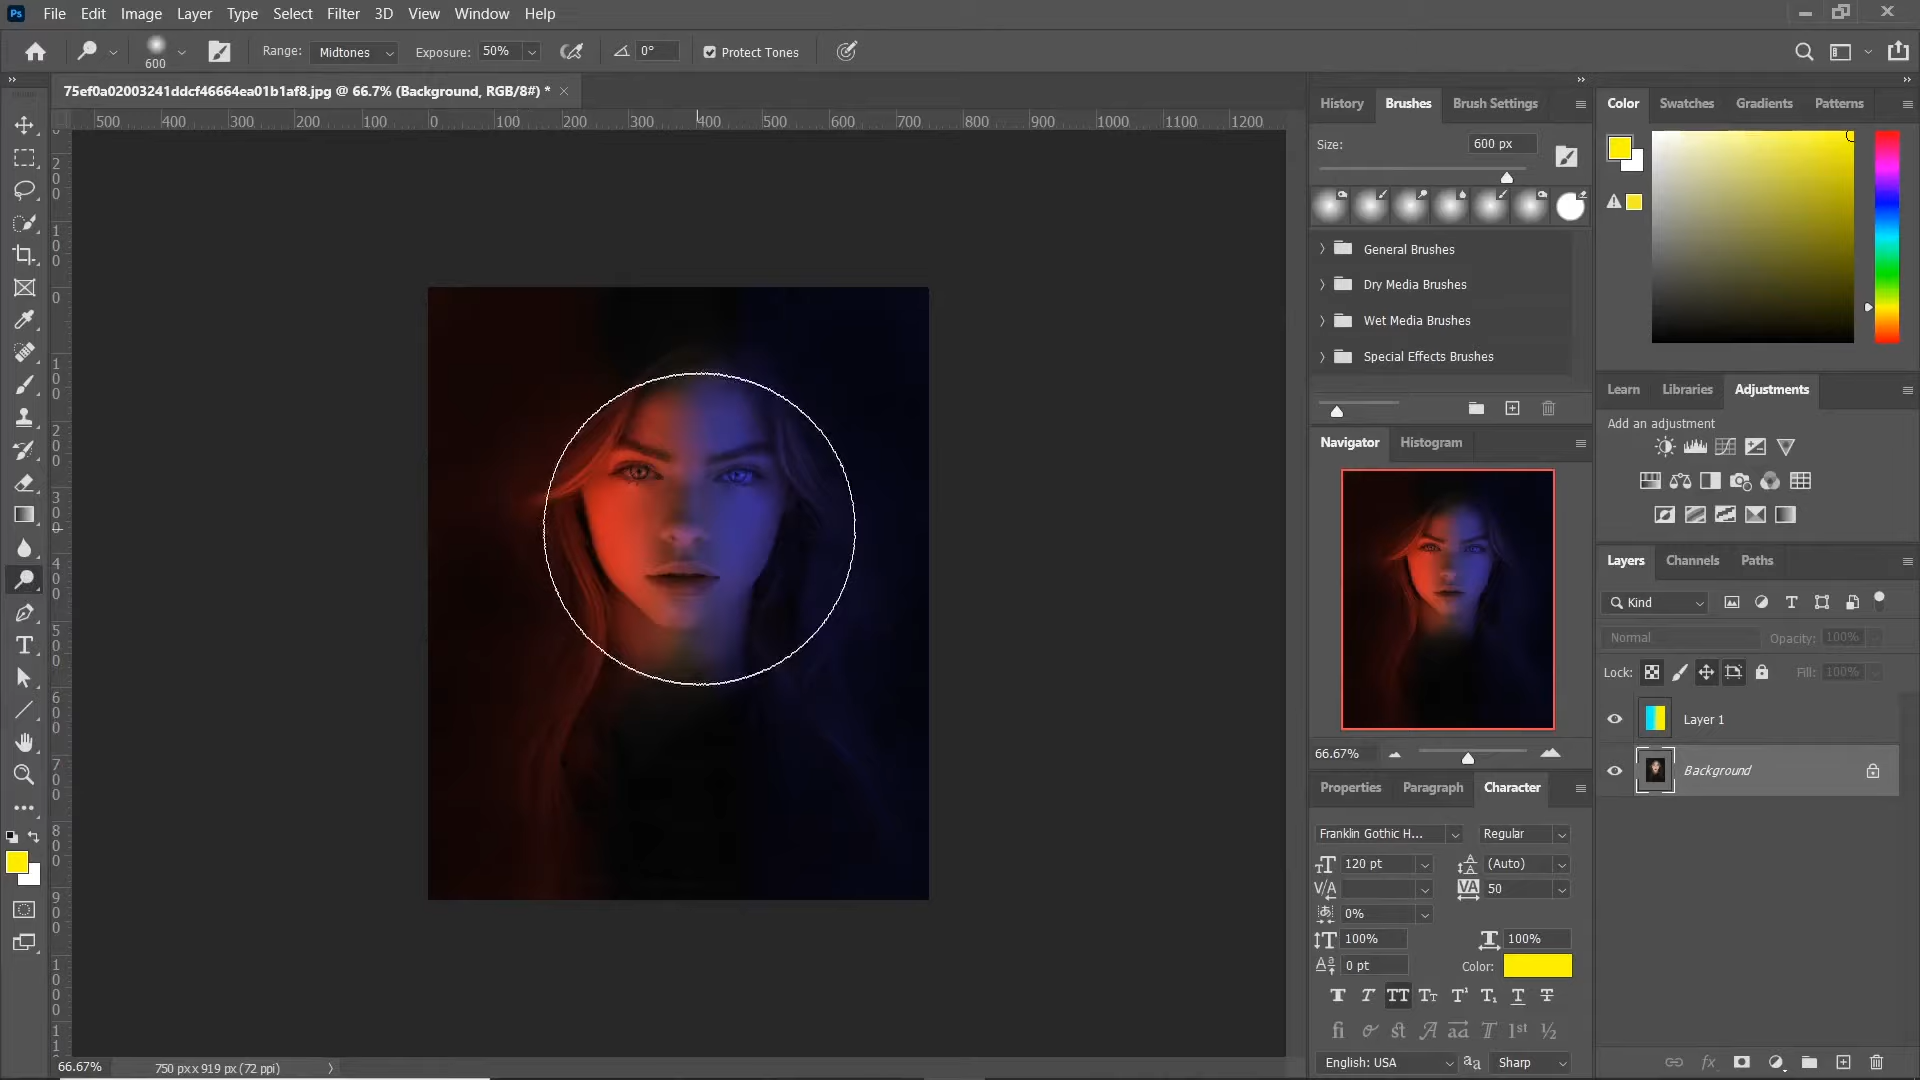 Ps File Edit Image Layer Type Select Filter 3D View Window Help
600 Range: Midtones Exposure: 50% 0° Protect Tones
75ef0a02003241ddcf46664ea01b1af8.jpg @ 66.7% (Background, RGB/8#) *
500 400 300 200 100 0 100 200 300 400 500 600 700 800 900 1000 1100 1200
History Brushes Brush Settings
Size: 600 px
General Brushes
Dry Media Brushes
Wet Media Brushes
Special Effects Brushes
Navigator Histogram
66.67%
Properties Paragraph Character
Franklin Gothic H... Regular
120 pt (Auto)
V/A VA 50
0%
100% 100%
0 pt Color:
English: USA Sharp
Color Swatches Gradients Patterns
Learn Libraries Adjustments
Add an adjustment
Layers Channels Paths
Kind
Normal Opacity: 100%
Lock: Fill: 100%
Layer 1
Background
fx
66.67% 750 px x 919 px (72 ppi)